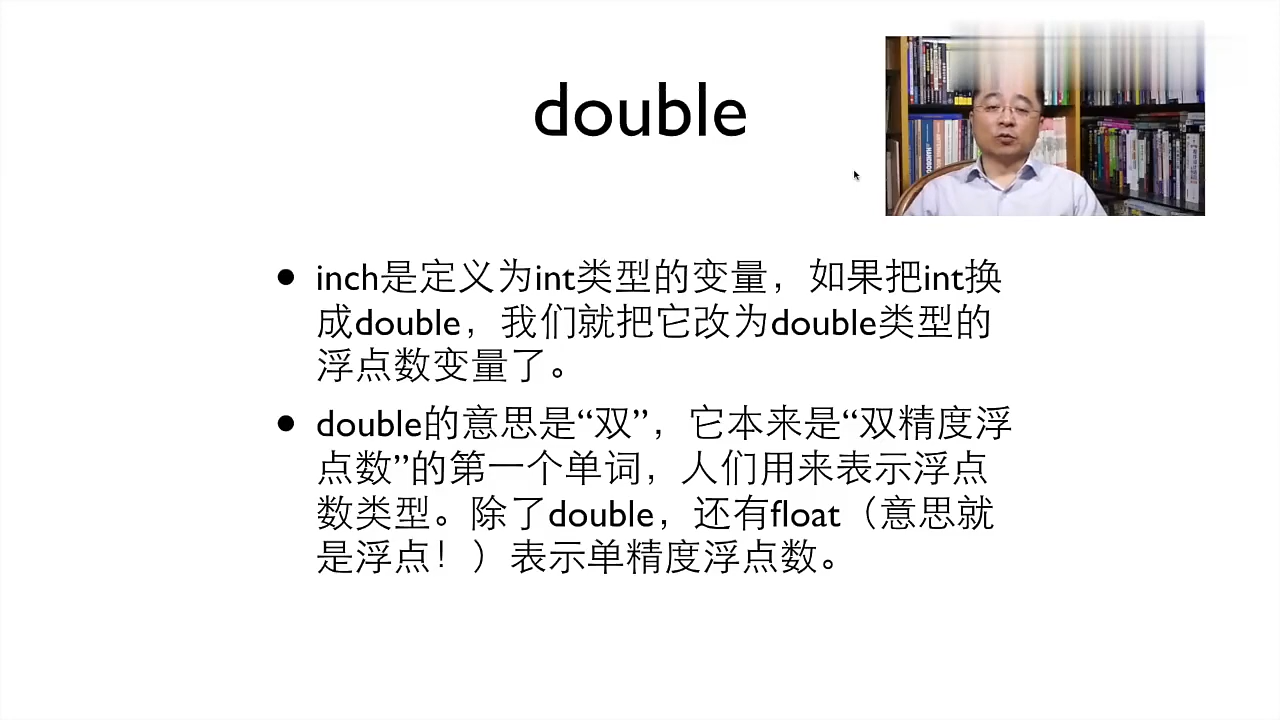 double
• inch是定义为int类型的变量，如果把int换
成double，我们就把它改为double类型的
浮点数变量了。
• double的意思是“双”，它本来是“双精度浮
点数”的第一个单词，人们用来表示浮点
数类型。除了double，还有float（意思就
是浮点！）表示单精度浮点数。